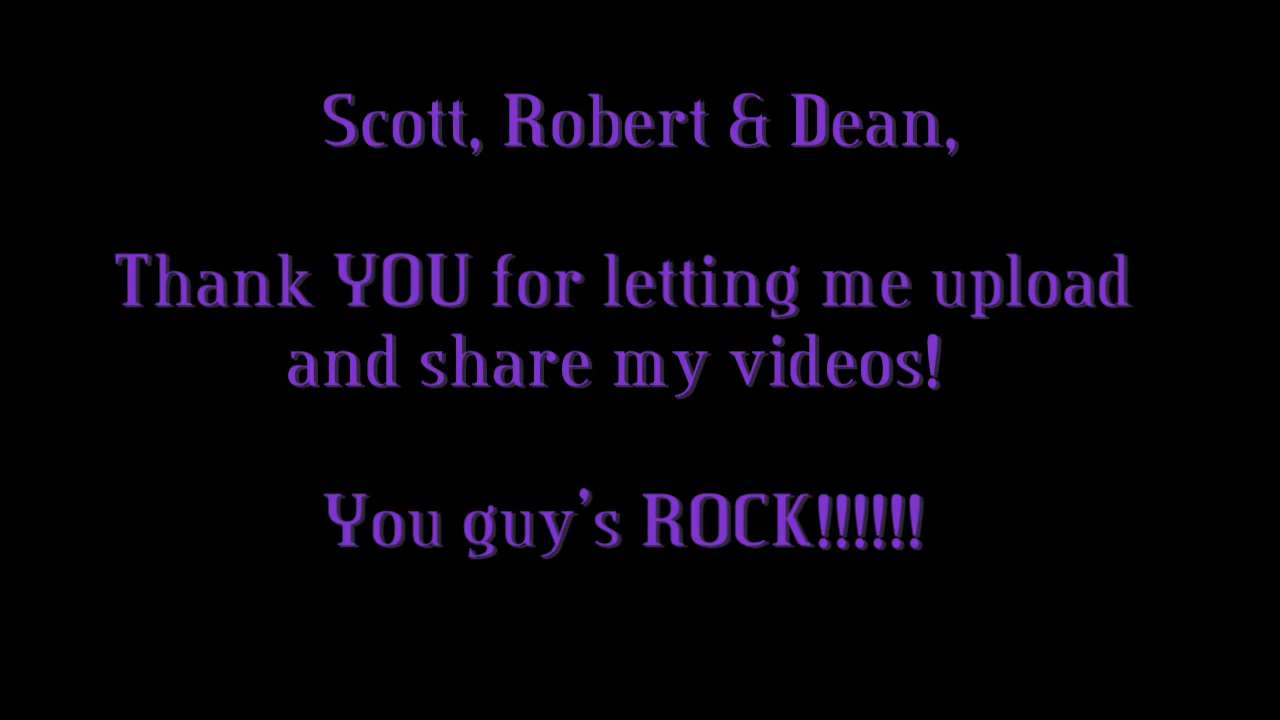 Scott, Robert & Dean,
Thank YOU for letting me upload
and share my videos!
You guy's ROCK!!!!!!